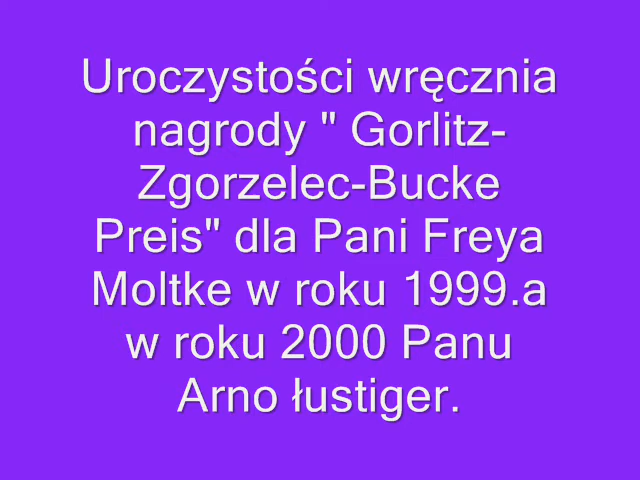 Uroczystości wręcznia
nagrody " Gorlitz-
Zgorzelec-Bucke
Preis" dla Pani Freya
Moltke w roku 1999.a
w roku 2000 Panu
Arno łustiger.